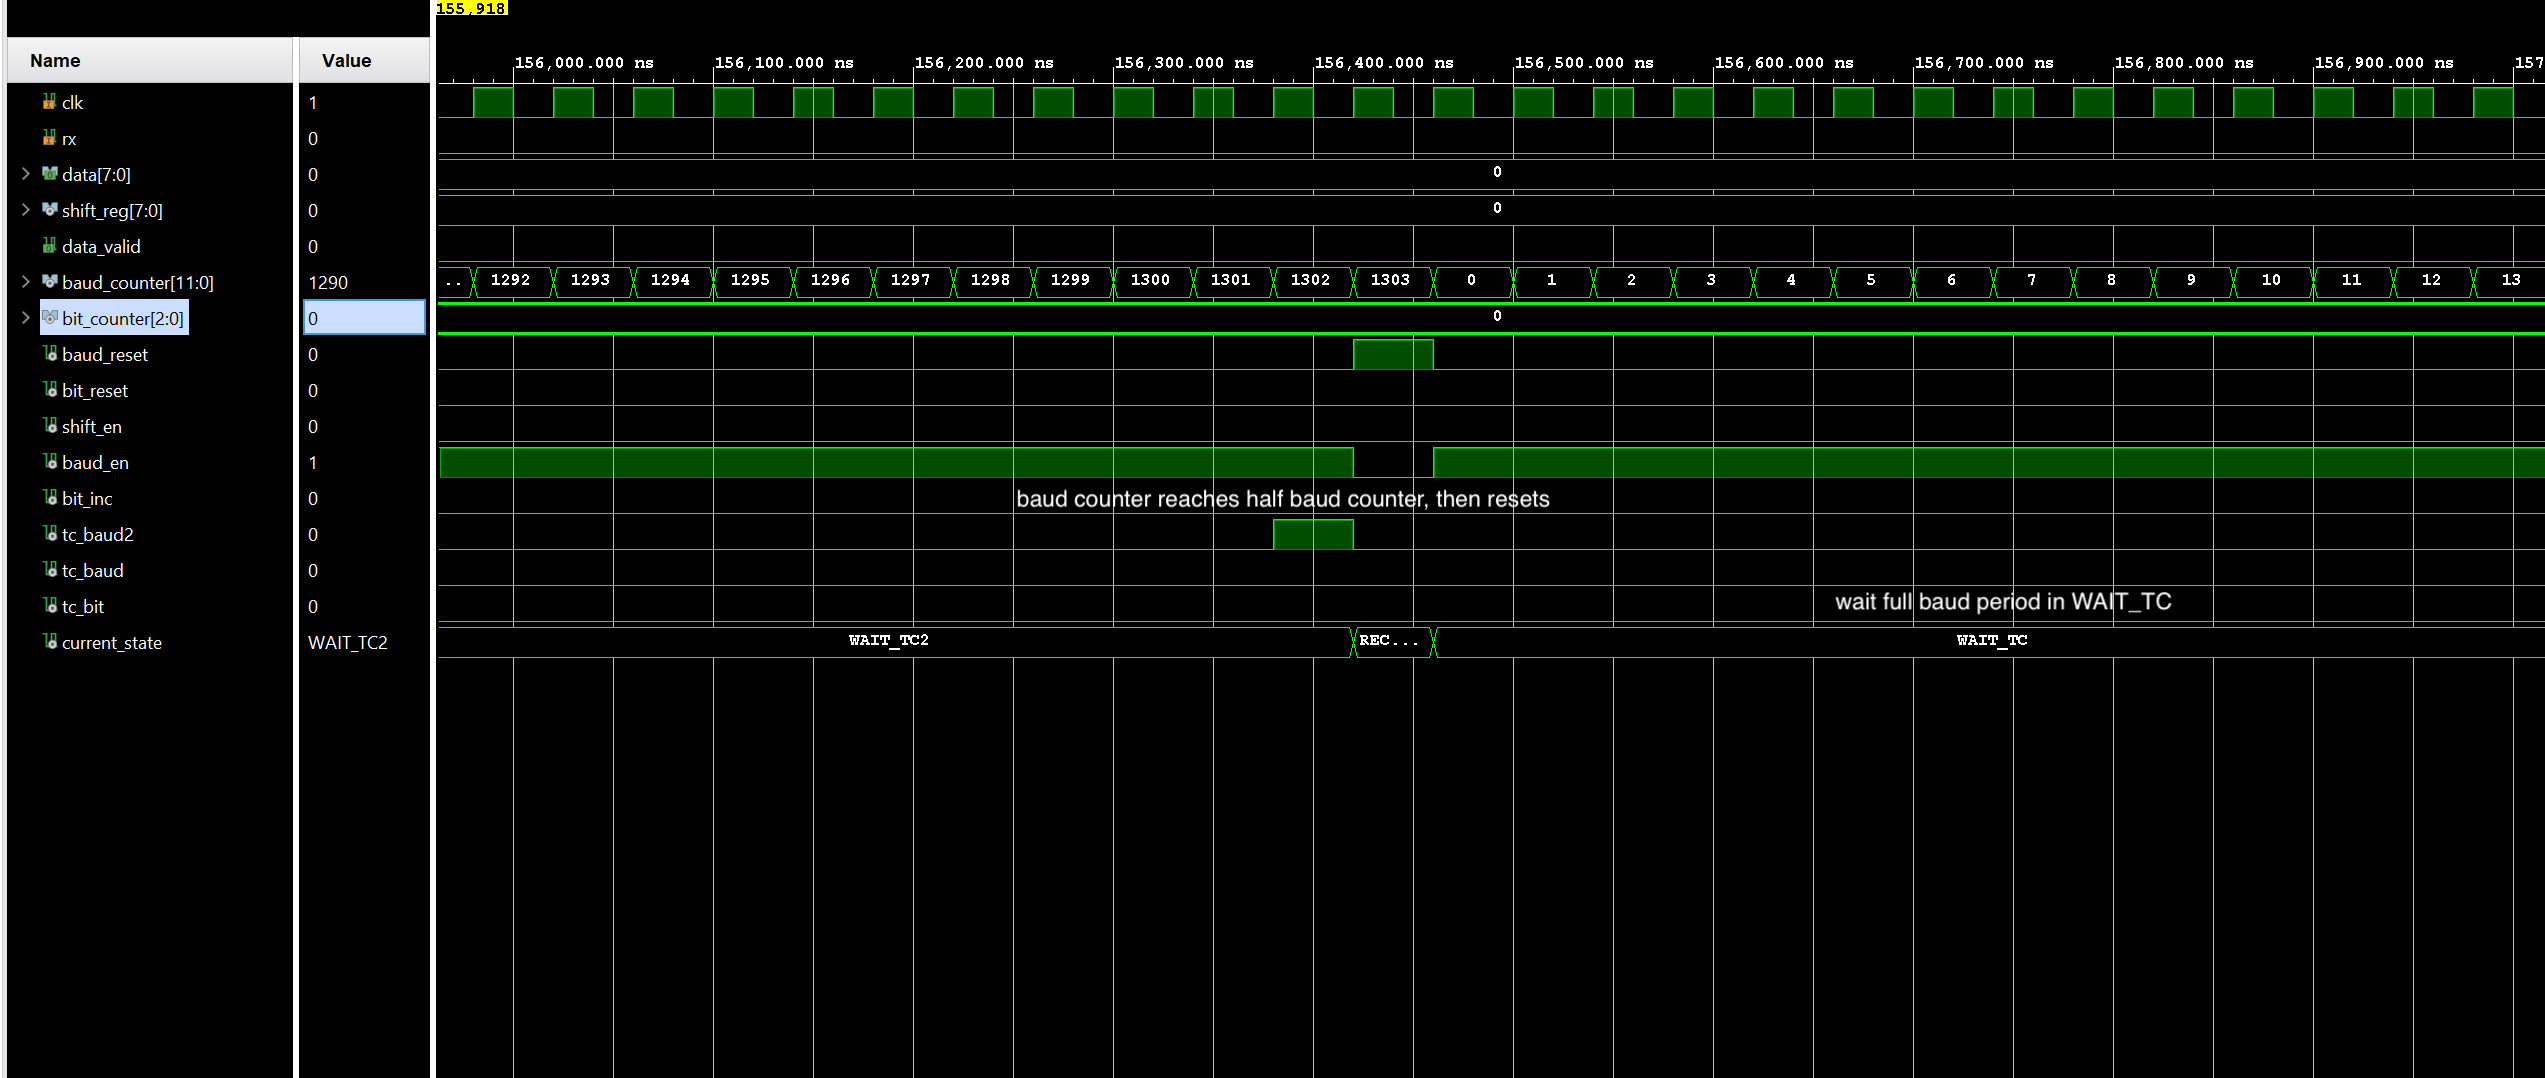 155,918
Name Value
156,000.000 ns 156,100.000 ns 156,200.000 ns 156,300.000 ns 156,400.000 ns 156,500.000 ns 156,600.000 ns 156,700.000 ns 156,800.000 ns 156,900.000 ns 157
clk 1
rx 0
data[7:0] 0 0
shift_reg[7:0] 0 0
data_valid 0
baud_counter[11:0] 1290 .. 1292 1293 1294 1295 1296 1297 1298 1299 1300 1301 1302 1303 0 1 2 3 4 5 6 7 8 9 10 11 12 13
bit_counter[2:0] 0 0
baud_reset 0
bit_reset 0
shift_en 0
baud_en 1
bit_inc 0
baud counter reaches half baud counter, then resets
tc_baud2 0
tc_baud 0
tc_bit 0
wait full baud period in WAIT_TC
current_state WAIT_TC2 WAIT_TC2 REC... WAIT_TC